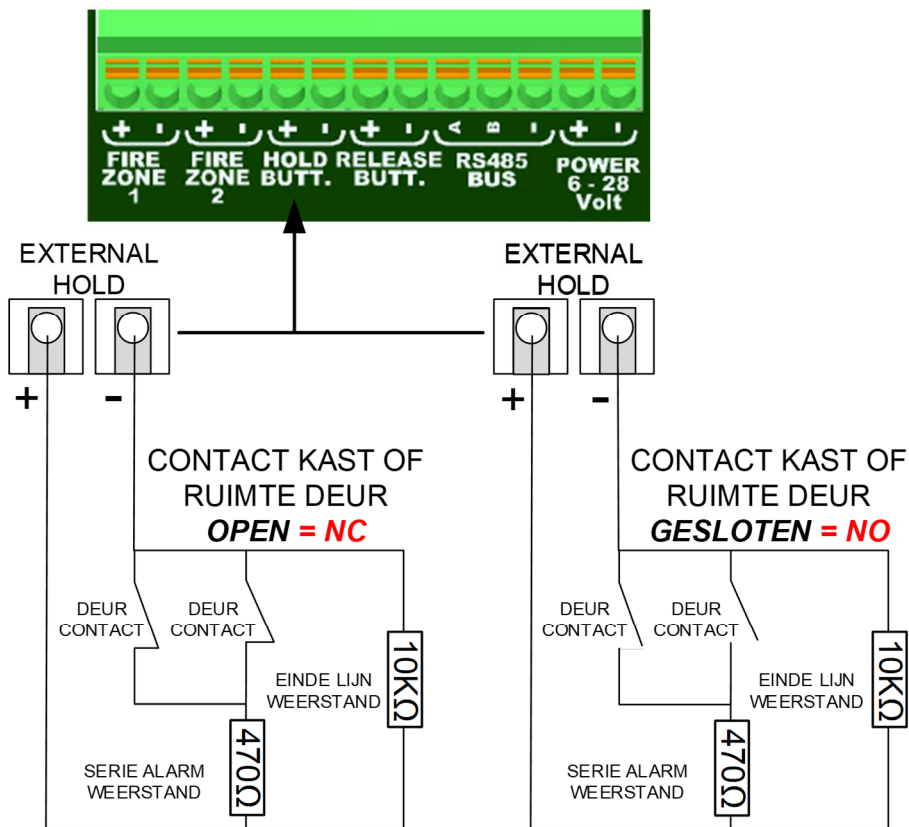 + - + - + - + - A B - + -
FIRE ZONE 1
FIRE ZONE 2
HOLD BUTT.
RELEASE BUTT.
RS485 BUS
POWER 6 - 28 Volt
EXTERNAL
HOLD
+ -
CONTACT KAST OF
RUIMTE DEUR
OPEN = NC
DEUR
CONTACT
DEUR
CONTACT
EINDE LIJN
WEERSTAND
10KΩ
SERIE ALARM
WEERSTAND
470Ω
EXTERNAL
HOLD
+ -
CONTACT KAST OF
RUIMTE DEUR
GESLOTEN = NO
DEUR
CONTACT
DEUR
CONTACT
EINDE LIJN
WEERSTAND
10KΩ
SERIE ALARM
WEERSTAND
470Ω